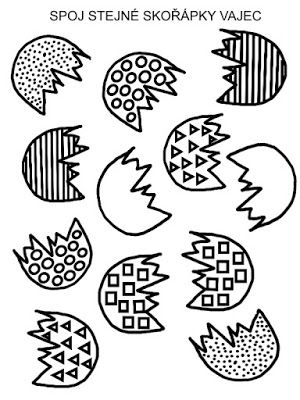 SPOJ STEJNÉ SKOŘÁPKY VAJEC